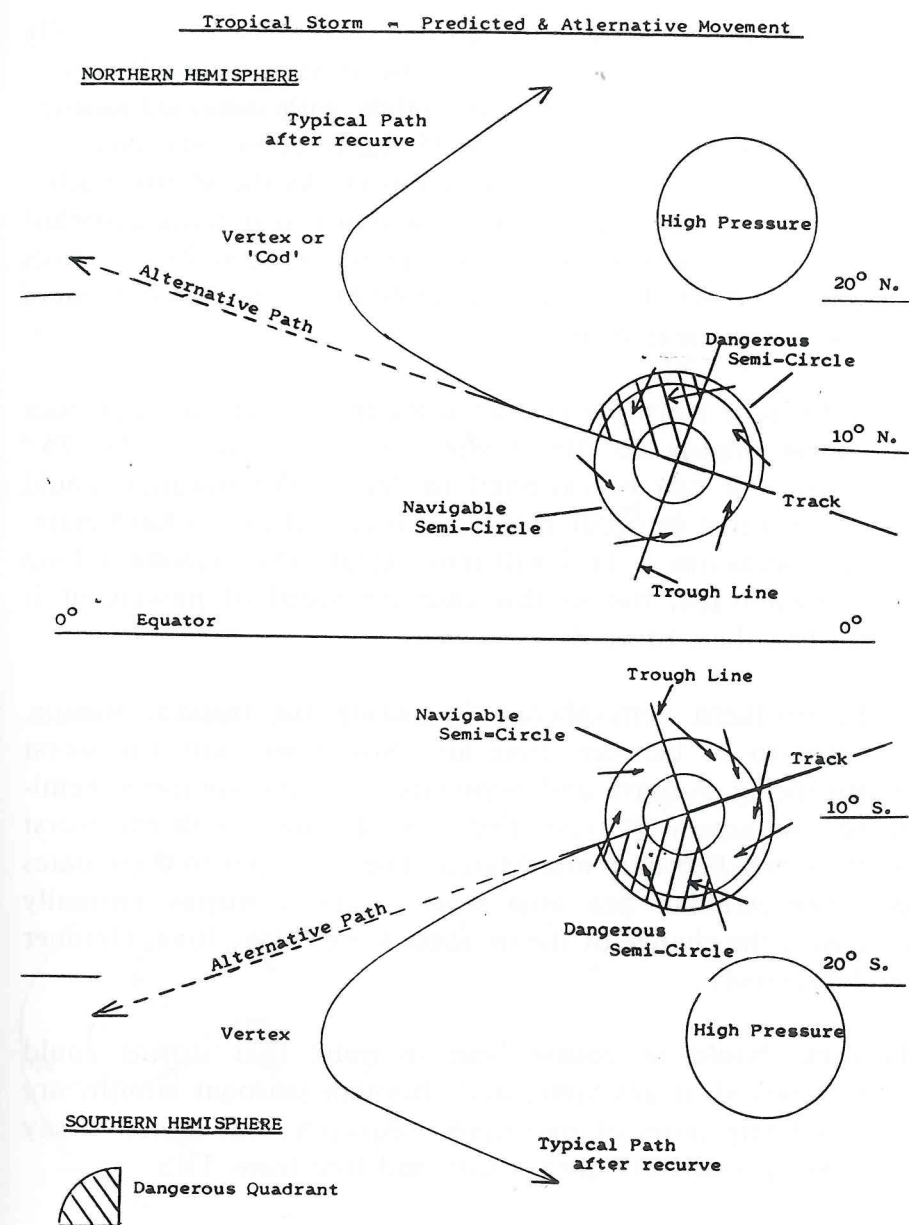 Tropical Storm - Predicted & Atlernative Movement
NORTHERN HEMISPHERE
Typical Path
after recurve
High Pressure
Vertex or
'Cod'
Alternative Path
20° N.
Dangerous
Semi-Circle
10° N.
Navigable
Semi-Circle
Track
Trough Line
0°
Equator
0°
Trough Line
Navigable
Semi=Circle
Track
10° S.
Alternative Path
Dangerous
Semi-Circle
20° S.
Vertex
High Pressure
SOUTHERN HEMISPHERE
Typical Path
after recurve
Dangerous Quadrant